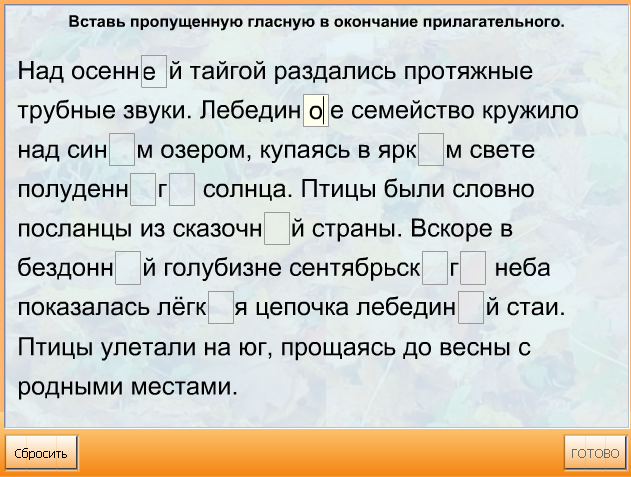 Вставь пропущенную гласную в окончание прилагательного.
Над осенней тайгой раздались протяжные
трубные звуки. Лебединое семейство кружило
над син м озером, купаясь в ярк м свете
полуденн г  солнца. Птицы были словно
посланцы из сказочн й страны. Вскоре в
бездонн й голубизне сентябрьск г  неба
показалась лёгк я цепочка лебедин й стаи.
Птицы улетали на юг, прощаясь до весны с
родными местами.
Сбросить ГОТОВО